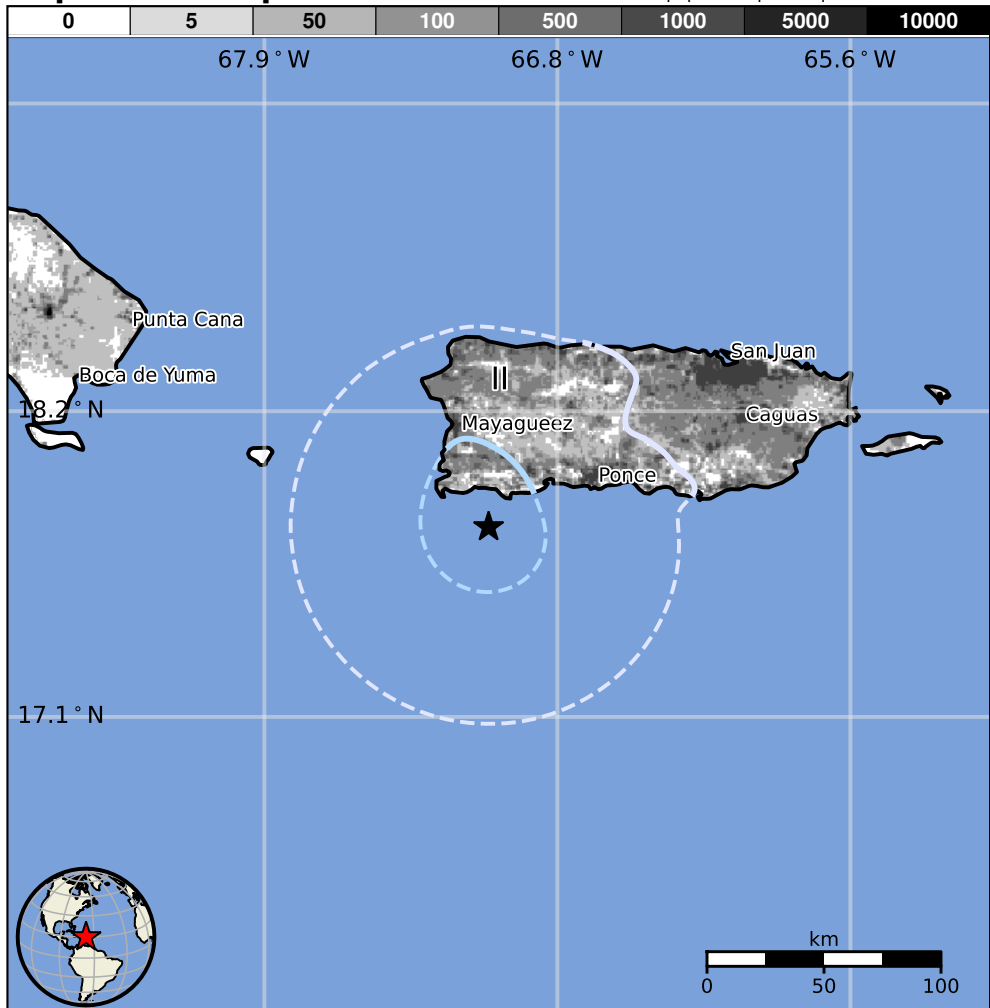 0 5 50 100 500 1000 5000 10000
67.9°W 66.8°W 65.6°W
Punta Cana
San Juan
Boca de Yuma
II
18.2°N
Caguas
Mayagueez
Ponce
17.1°N
km
0 50 100